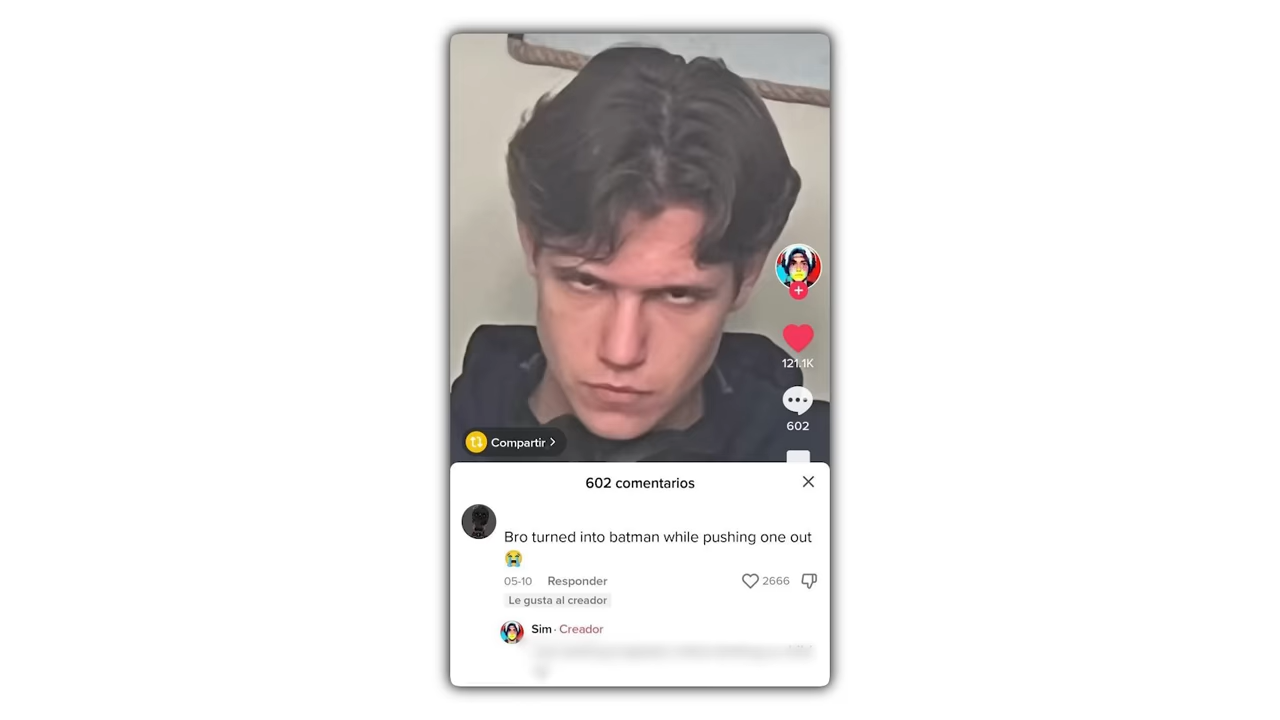 121.1K
602
Compartir >
602 comentarios
Bro turned into batman while pushing one out
😭
05-10 Responder 2666
Le gusta al creador
Sim · Creador